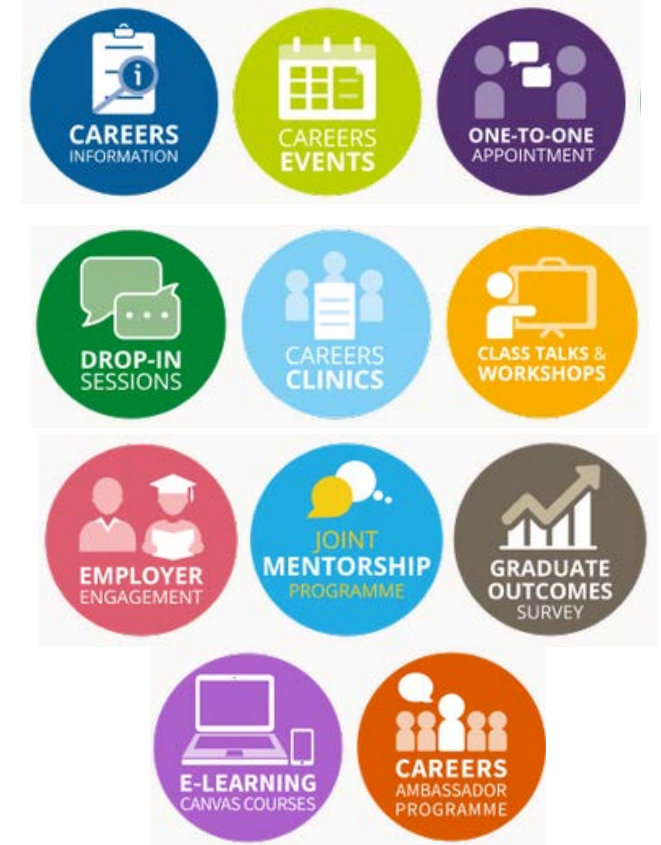 CAREERS
INFORMATION
CAREERS
EVENTS
ONE-TO-ONE
APPOINTMENT
DROP-IN
SESSIONS
CAREERS
CLINICS
CLASS TALKS &
WORKSHOPS
EMPLOYER
ENGAGEMENT
JOINT
MENTORSHIP
PROGRAMME
GRADUATE
OUTCOMES
SURVEY
E-LEARNING
CANVAS COURSES
CAREERS
AMBASSADOR
PROGRAMME